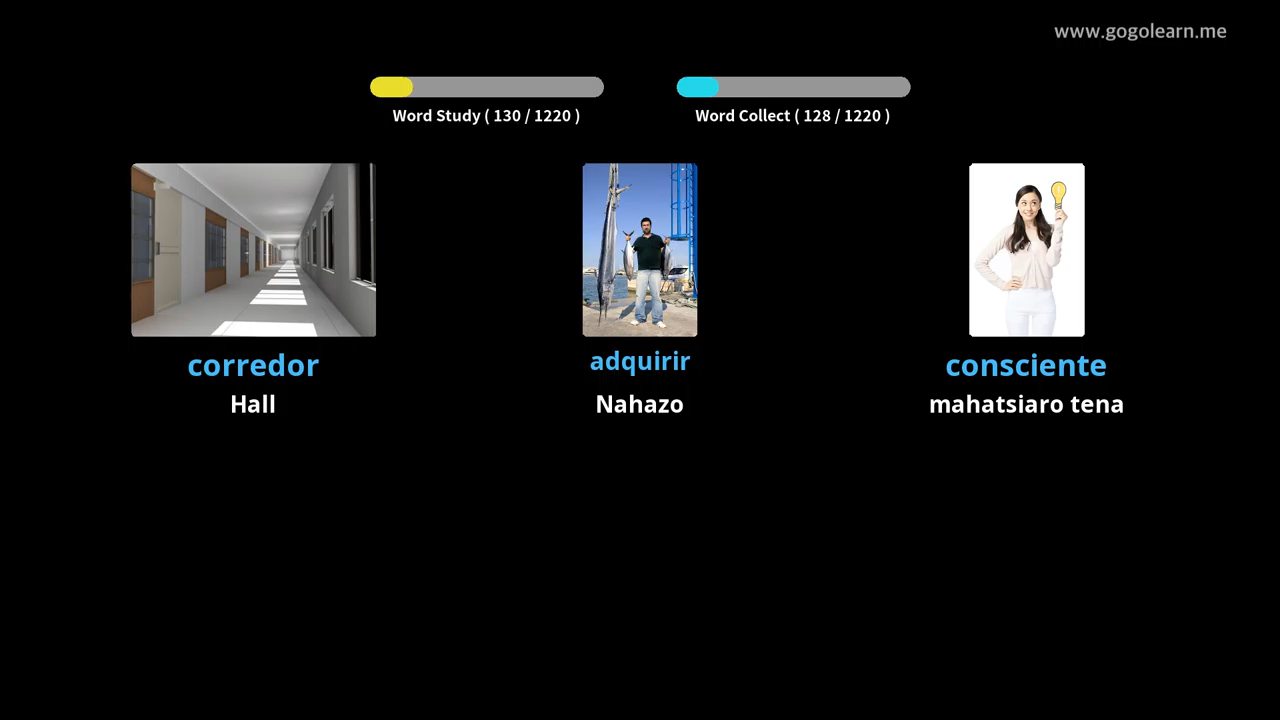 www.gogolearn.me
Word Study ( 130 / 1220 )
Word Collect ( 128 / 1220 )
corredor
adquirir
consciente
Hall
Nahazo
mahatsiaro tena